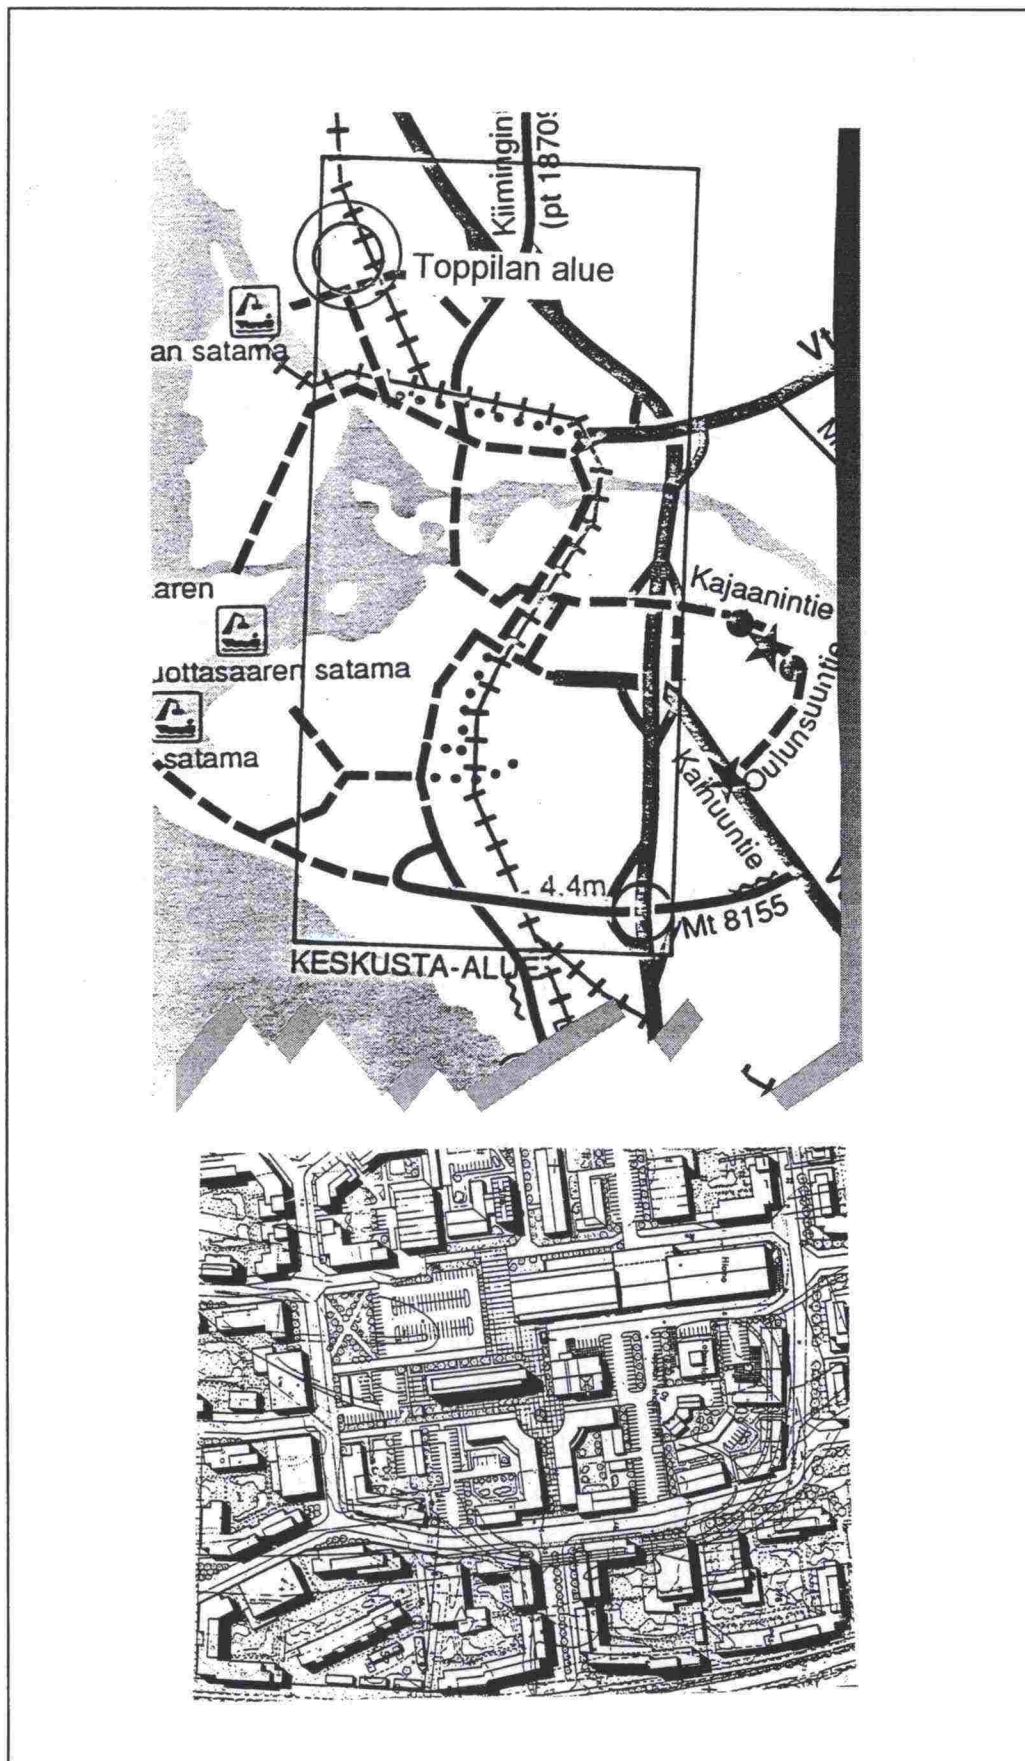 Kiimingin
(pt 18709
Toppilan alue
an satama
Vt
M
Kajaanintie
aren
uottasaaren satama
Oulunsuuntie
satama
Kainuuntie
4.4m
Mt 8155
KESKUSTA-ALUE